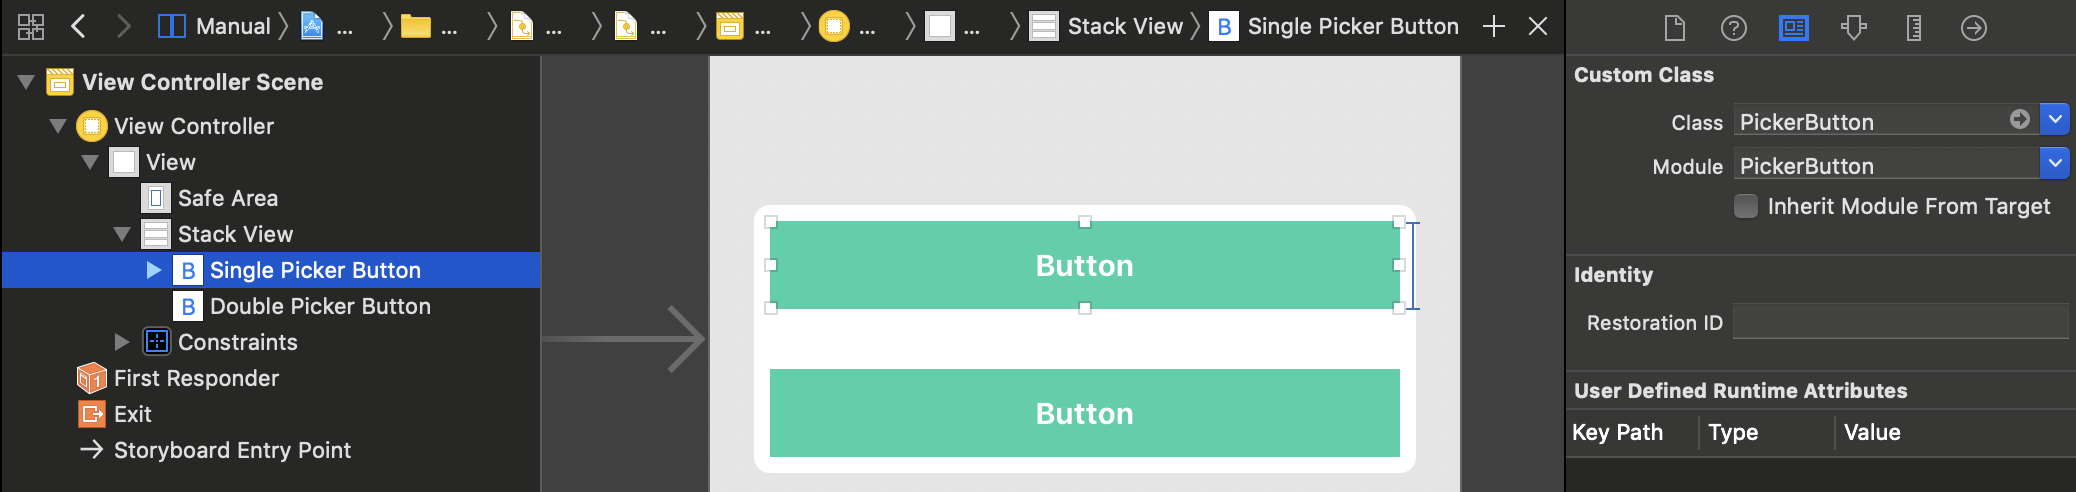 Manual ... ... ... ... ... ... ... Stack View B Single Picker Button
View Controller Scene
View Controller
View
Safe Area
Stack View
B Single Picker Button
B Double Picker Button
Constraints
1 First Responder
Exit
Storyboard Entry Point
Button
Button
?
Custom Class
Class PickerButton
Module PickerButton
Inherit Module From Target
Identity
Restoration ID
User Defined Runtime Attributes
Key Path Type Value